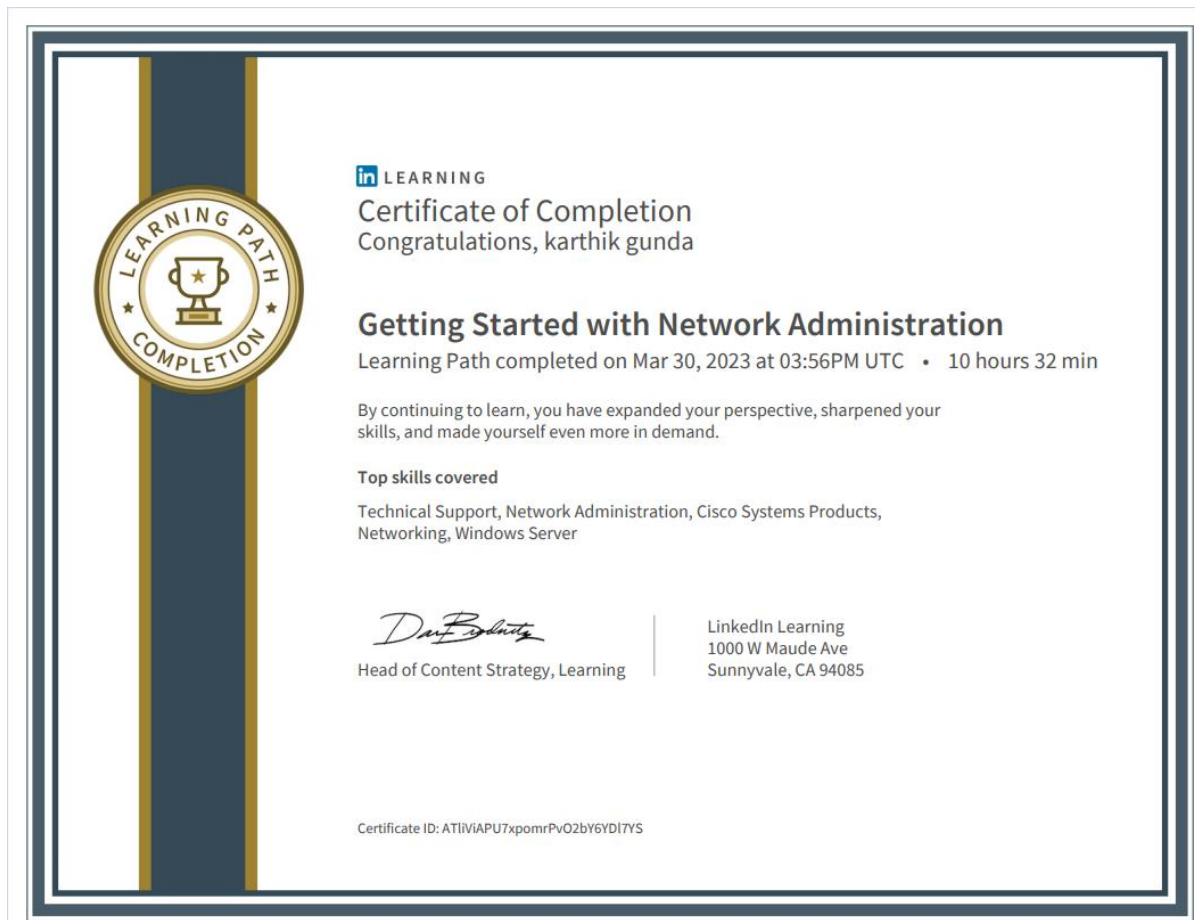 LEARNING PATH
COMPLETION
in LEARNING
Certificate of Completion
Congratulations, karthik gunda
Getting Started with Network Administration
Learning Path completed on Mar 30, 2023 at 03:56PM UTC • 10 hours 32 min
By continuing to learn, you have expanded your perspective, sharpened your
skills, and made yourself even more in demand.
Top skills covered
Technical Support, Network Administration, Cisco Systems Products,
Networking, Windows Server
Head of Content Strategy, Learning
LinkedIn Learning
1000 W Maude Ave
Sunnyvale, CA 94085
Certificate ID: ATliViAPU7xpomrPvO2bY6YDl7YS